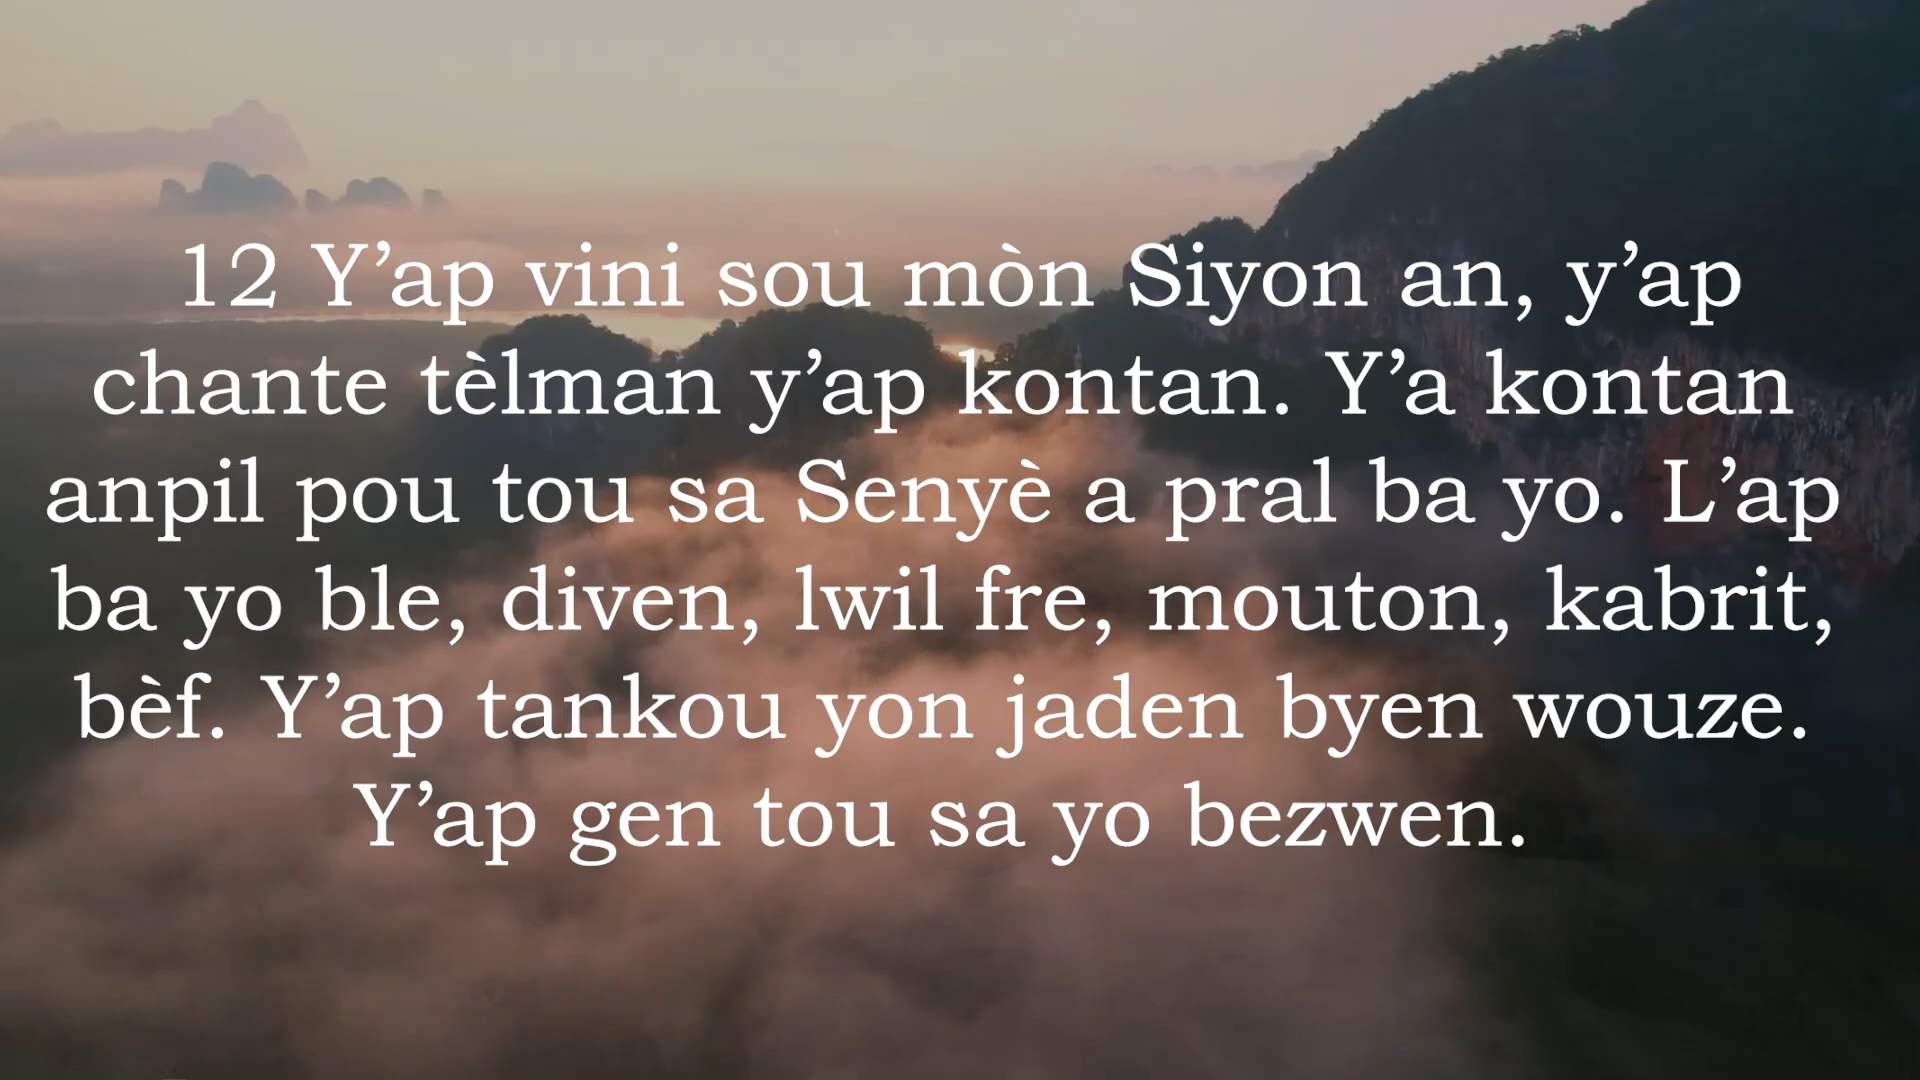 12 Y’ap vini sou mòn Siyon an, y’ap
chante tèlman y’ap kontan. Y’a kontan
anpil pou tou sa Senyè a pral ba yo. L’ap
ba yo ble, diven, lwil fre, mouton, kabrit,
bèf. Y’ap tankou yon jaden byen wouze.
Y’ap gen tou sa yo bezwen.